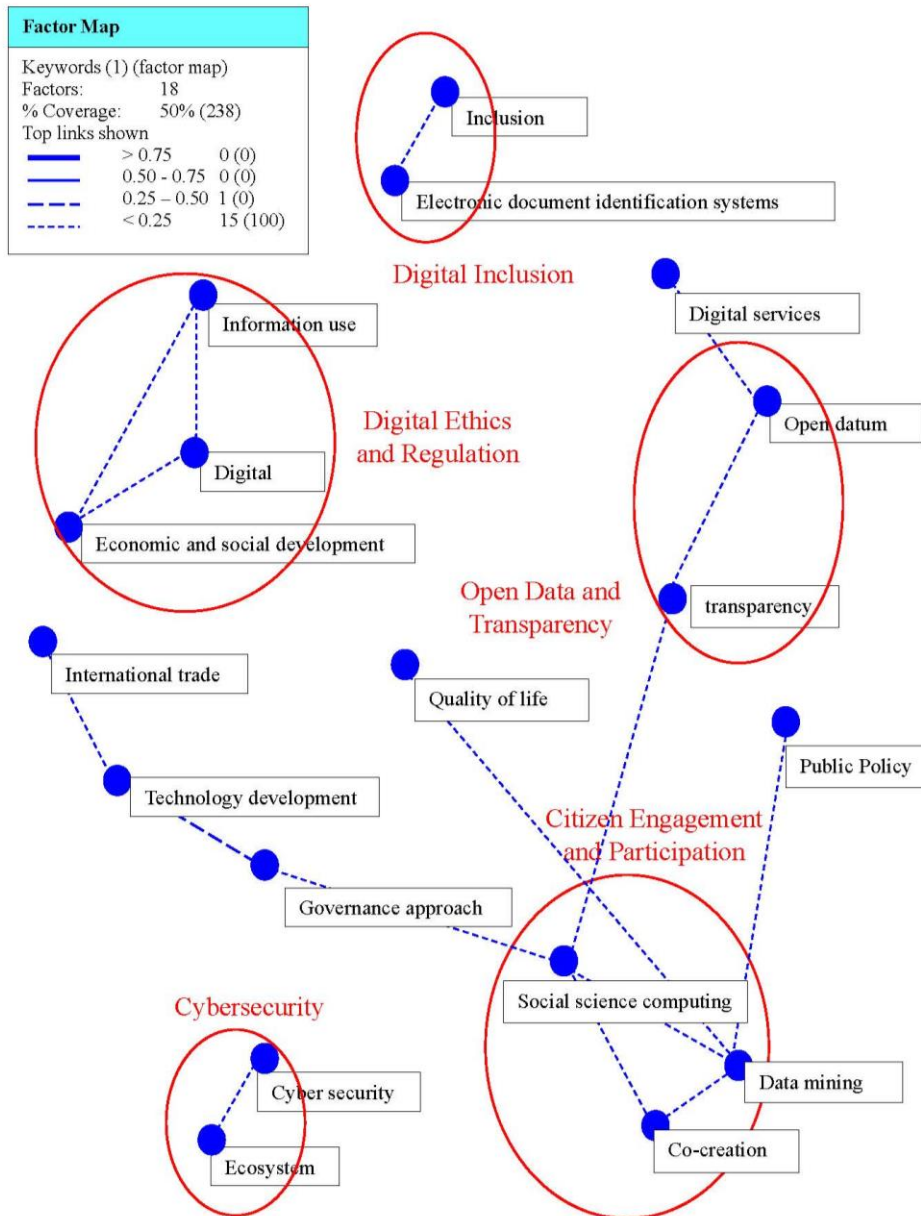 Factor Map
Keywords (1) (factor map)
Factors: 18
% Coverage: 50% (238)
Top links shown
> 0.75 0 (0)
0.50 - 0.75 0 (0)
0.25 – 0.50 1 (0)
< 0.25 15 (100)
Inclusion
Electronic document identification systems
Digital Inclusion
Information use
Digital services
Digital Ethics
and Regulation
Open datum
Digital
Economic and social development
Open Data and
Transparency
transparency
International trade
Quality of life
Public Policy
Technology development
Citizen Engagement
and Participation
Governance approach
Social science computing
Cybersecurity
Cyber security
Data mining
Co-creation
Ecosystem